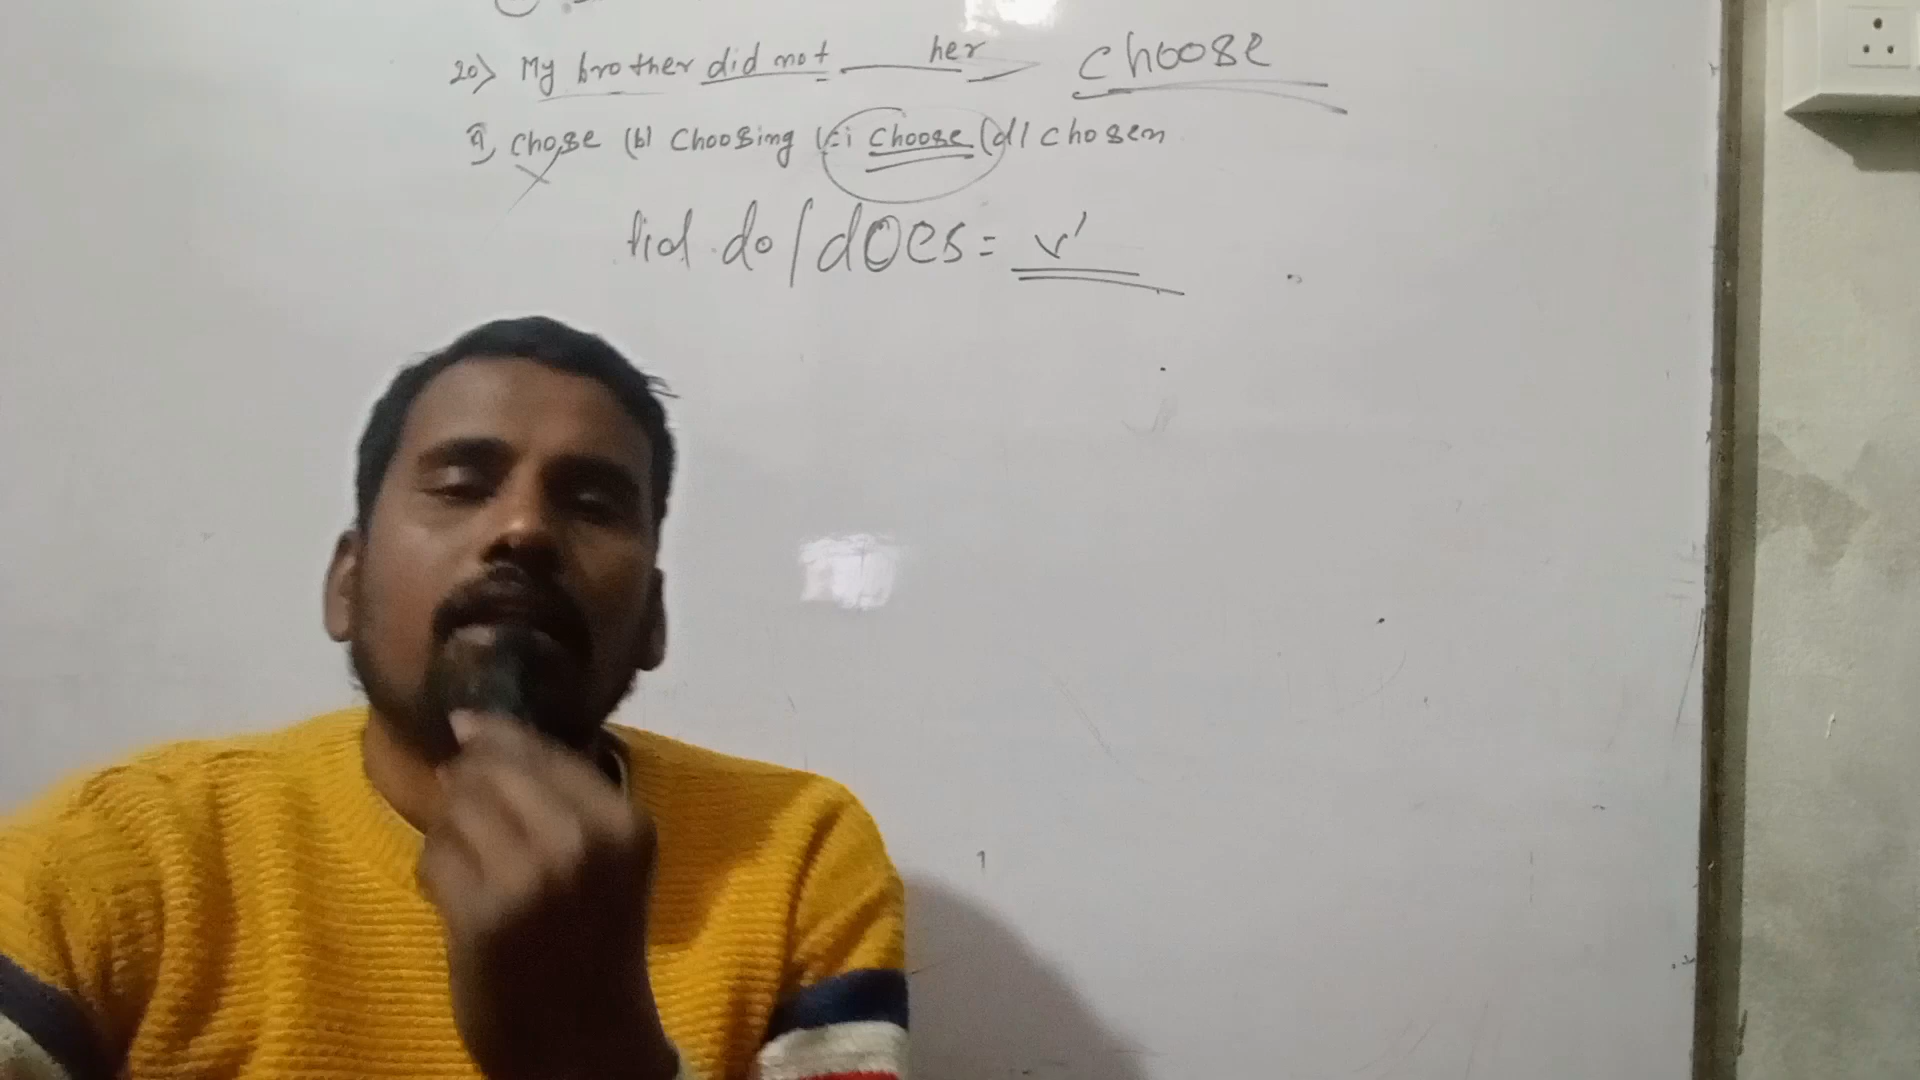 20> My brother did not ____ her choose
a) chose (b) Choosing (c) Choose (d) chosen
did do/does = v'